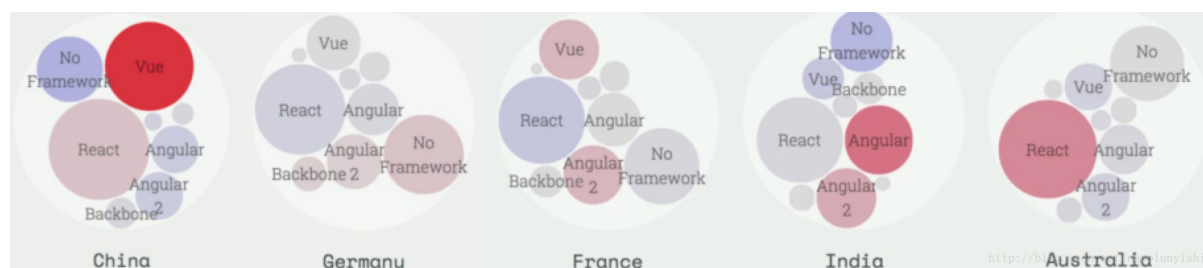 No
Framework
Vue
React
Angular
Angular
2
Backbone
China
Vue
React
Angular
No
Framework
Angular
2
Backbone
Germany
Vue
React
Angular
No
Framework
Angular
2
Backbone
France
No
Framework
Vue
Backbone
React
Angular
Angular
2
India
No
Framework
Vue
React
Angular
Angular
2
Australia